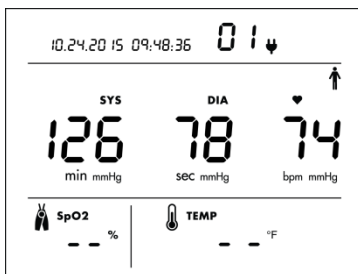 10.24.2015 09:48:36 01
SYS DIA
126 78 74
min mmHg sec mmHg bpm mmHg
SpO2 TEMP
-- % -- °F